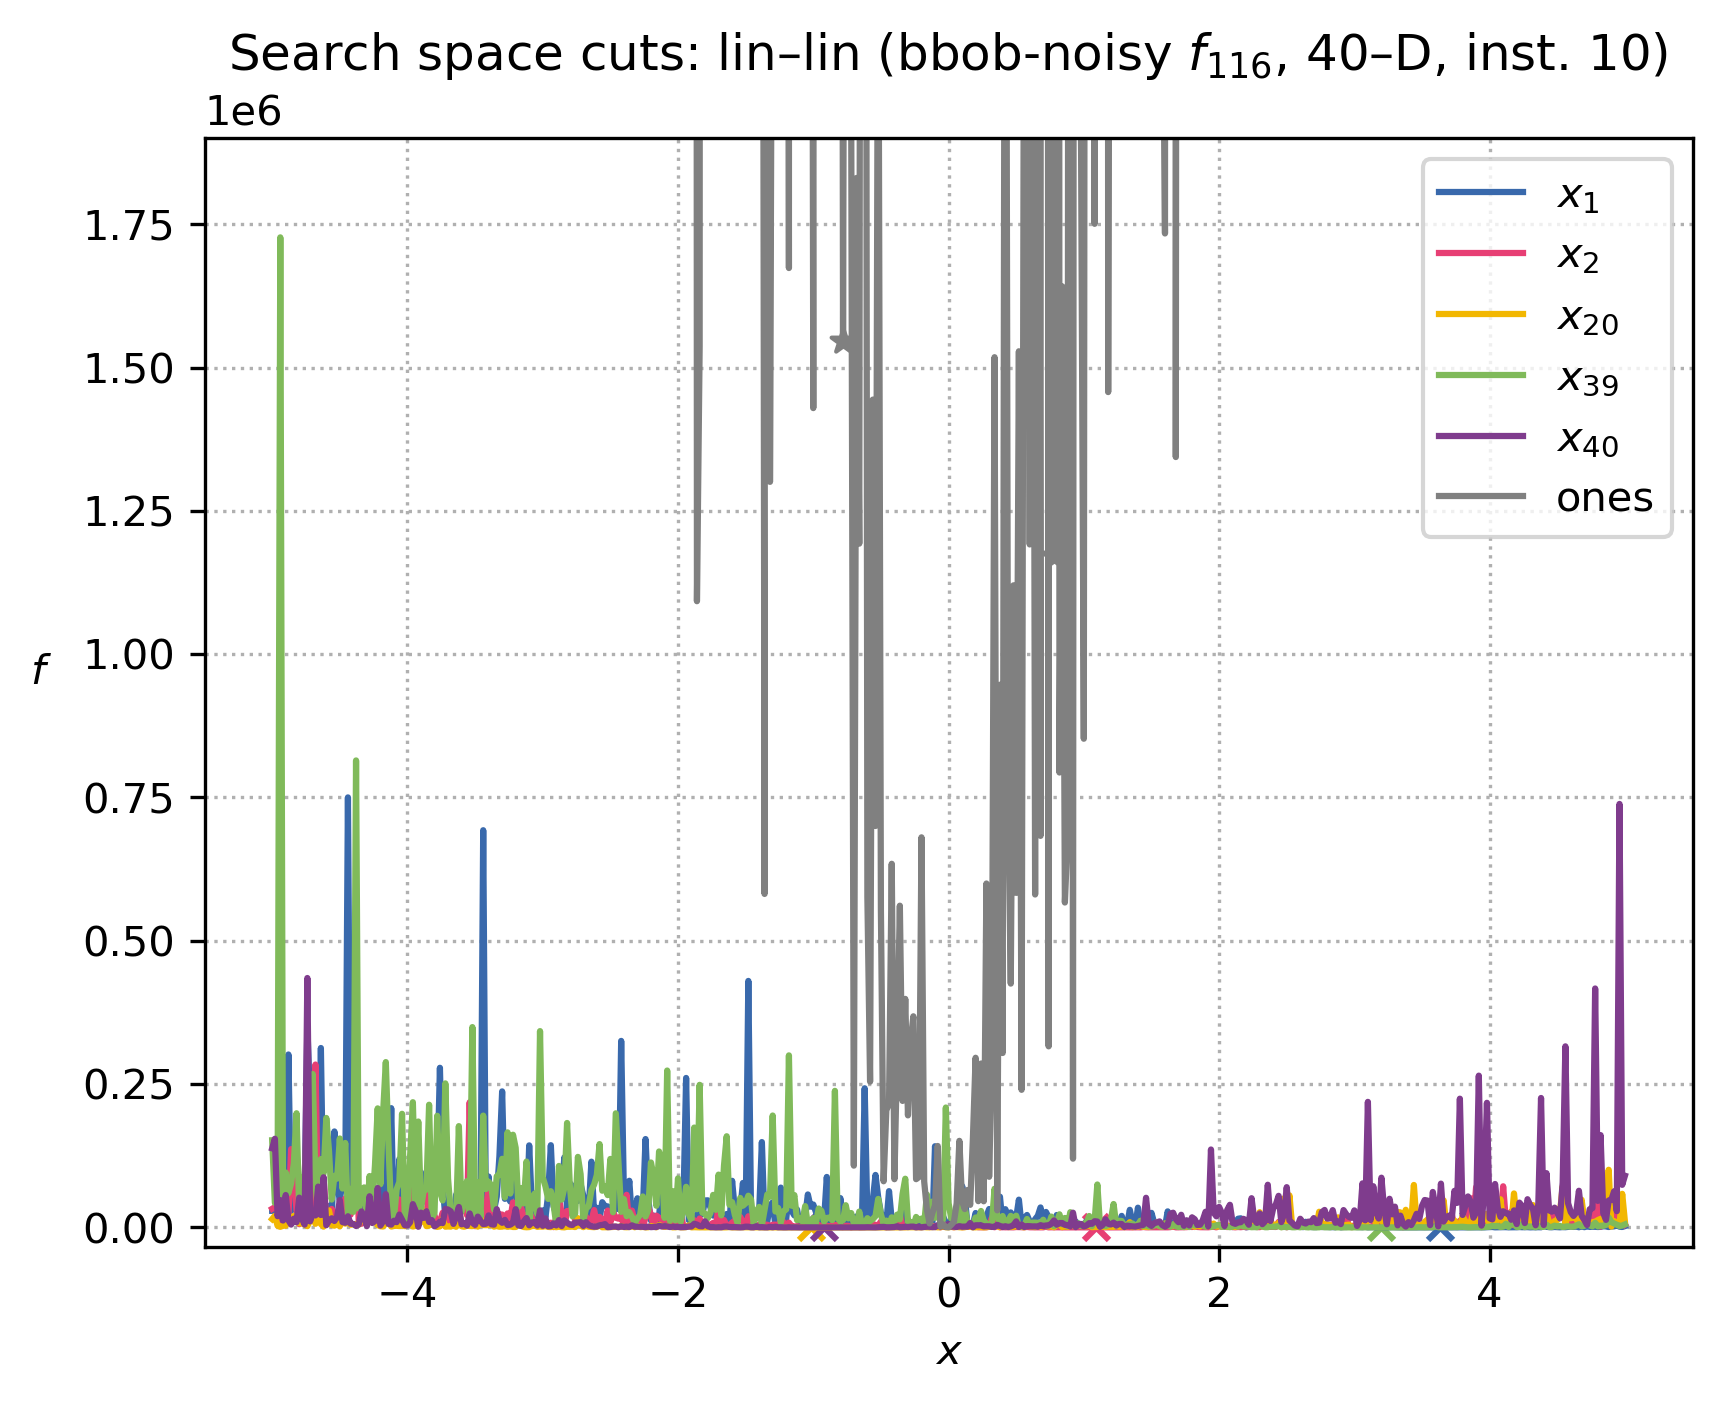 Search space cuts: lin–lin (bbob-noisy f₁₁₆, 40–D, inst. 10)
1e6
1.75
1.50
1.25
1.00
0.75
0.50
0.25
0.00
f
−4
−2
0
2
4
x
x₁
x₂
x₂₀
x₃₉
x₄₀
ones